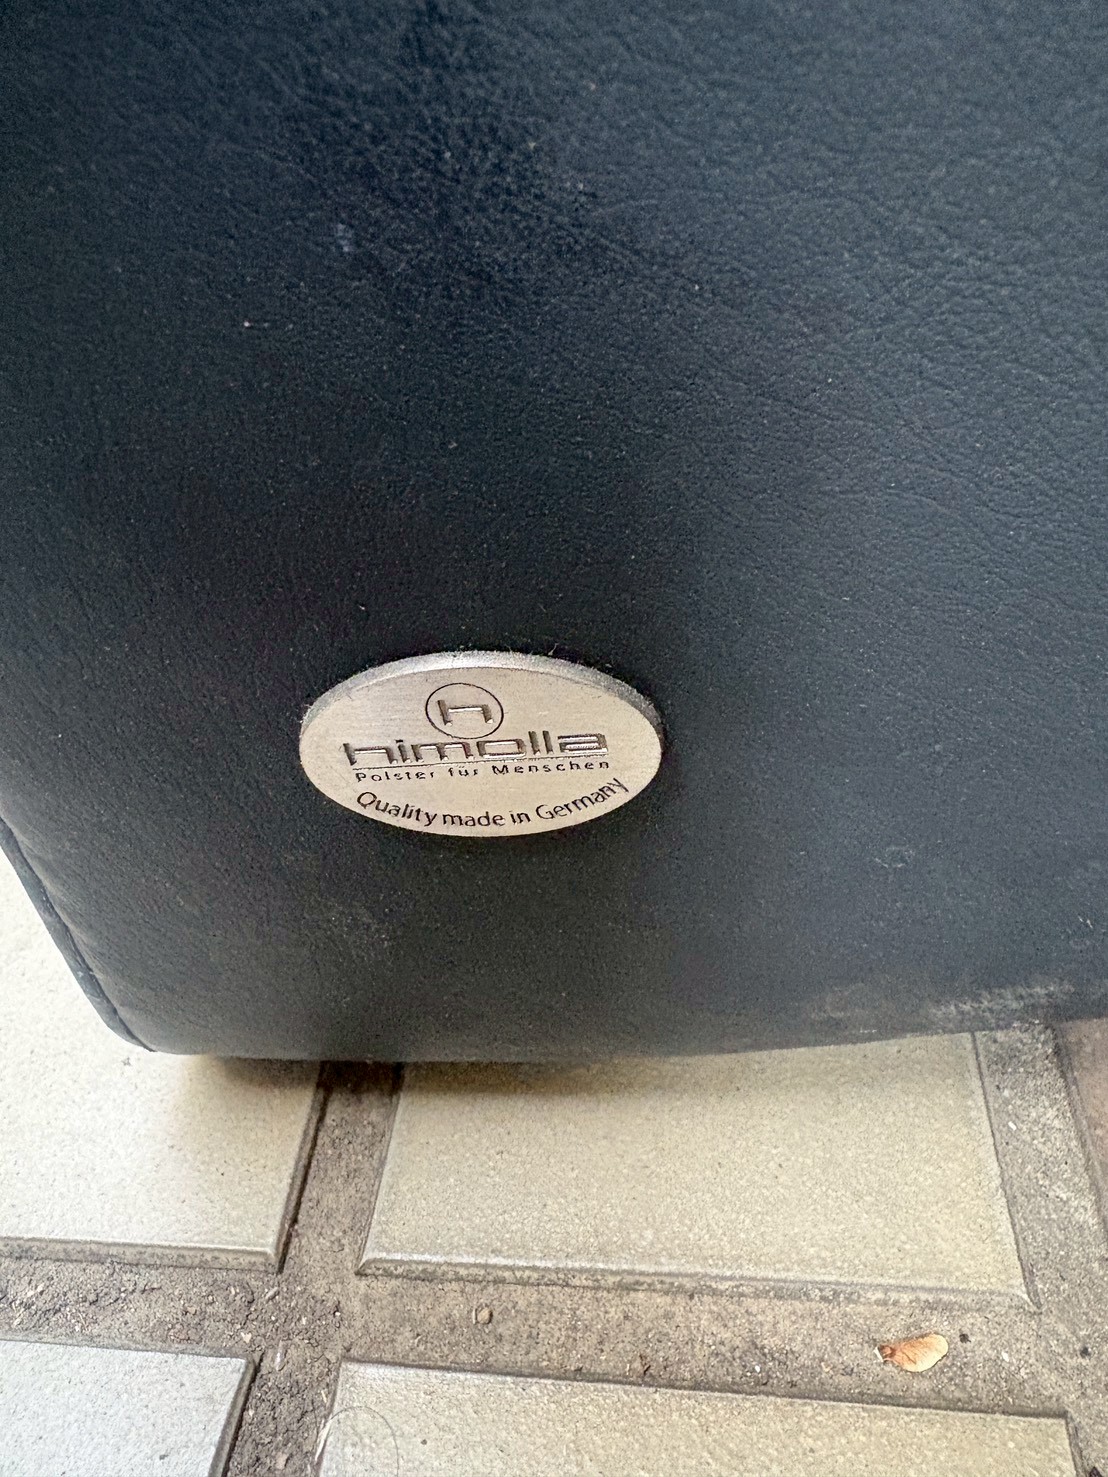 h
himolla
Polster für Menschen
Quality made in Germany